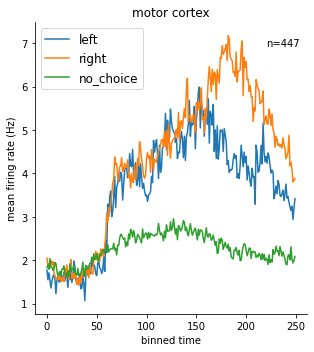 motor cortex
left
right
no_choice
n=447
mean firing rate (Hz)
7
6
5
4
3
2
1
0 50 100 150 200 250
binned time